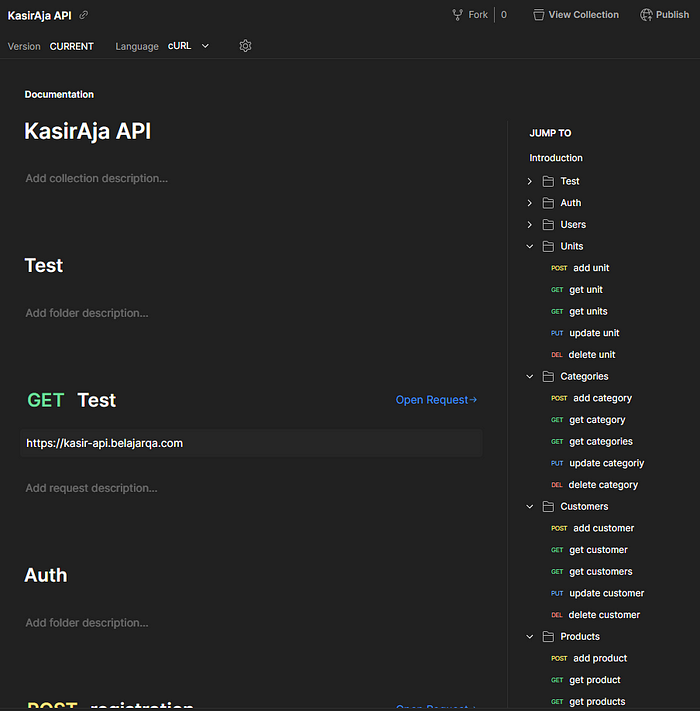 KasirAja API
Fork 0 View Collection Publish
Version CURRENT Language cURL
Documentation
KasirAja API
Add collection description...
Test
Add folder description...
GET Test Open Request→
https://kasir-api.belajarqa.com
Add request description...
Auth
Add folder description...
POST registration Open Request→
JUMP TO
Introduction
Test
Auth
Users
Units
POST add unit
GET get unit
GET get units
PUT update unit
DEL delete unit
Categories
POST add category
GET get category
GET get categories
PUT update categoriy
DEL delete category
Customers
POST add customer
GET get customer
GET get customers
PUT update customer
DEL delete customer
Products
POST add product
GET get product
GET get products